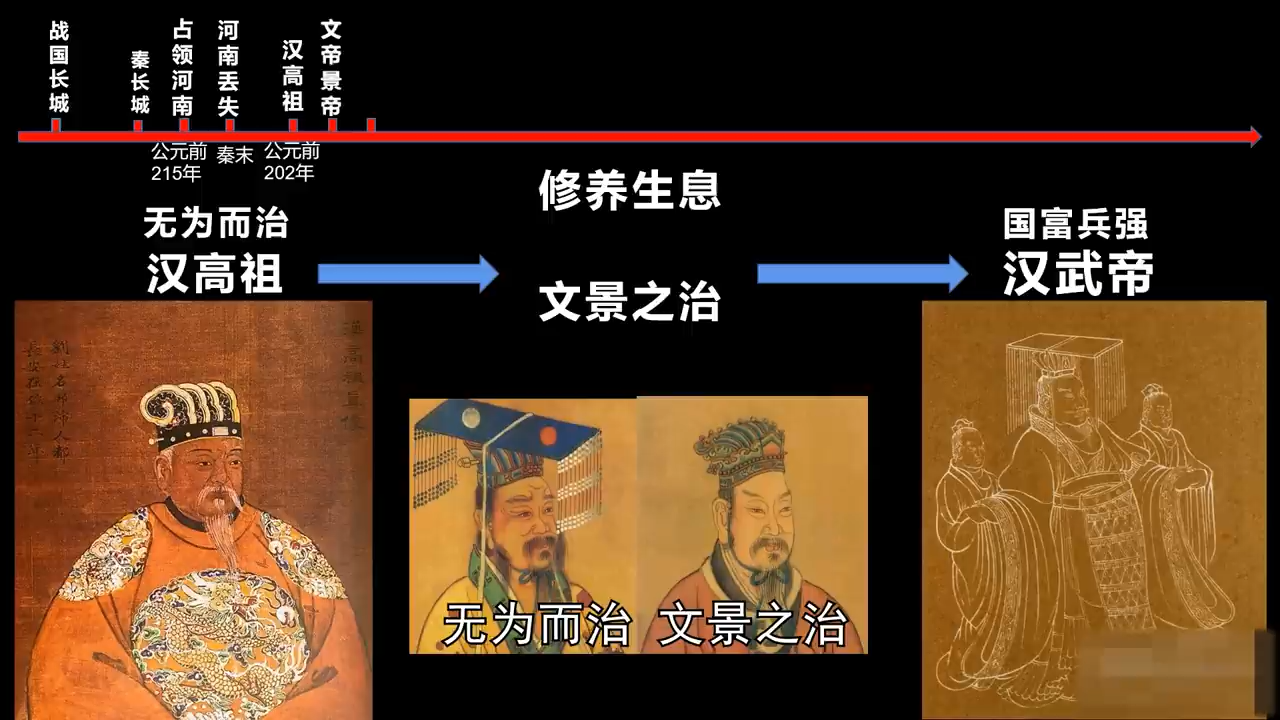 战国长城
秦长城
占领河南
河南丢失
汉高祖
文帝景帝
公元前
215年
秦末
公元前
202年
修养生息
无为而治
汉高祖
文景之治
国富兵强
汉武帝
無為而治
文景之治